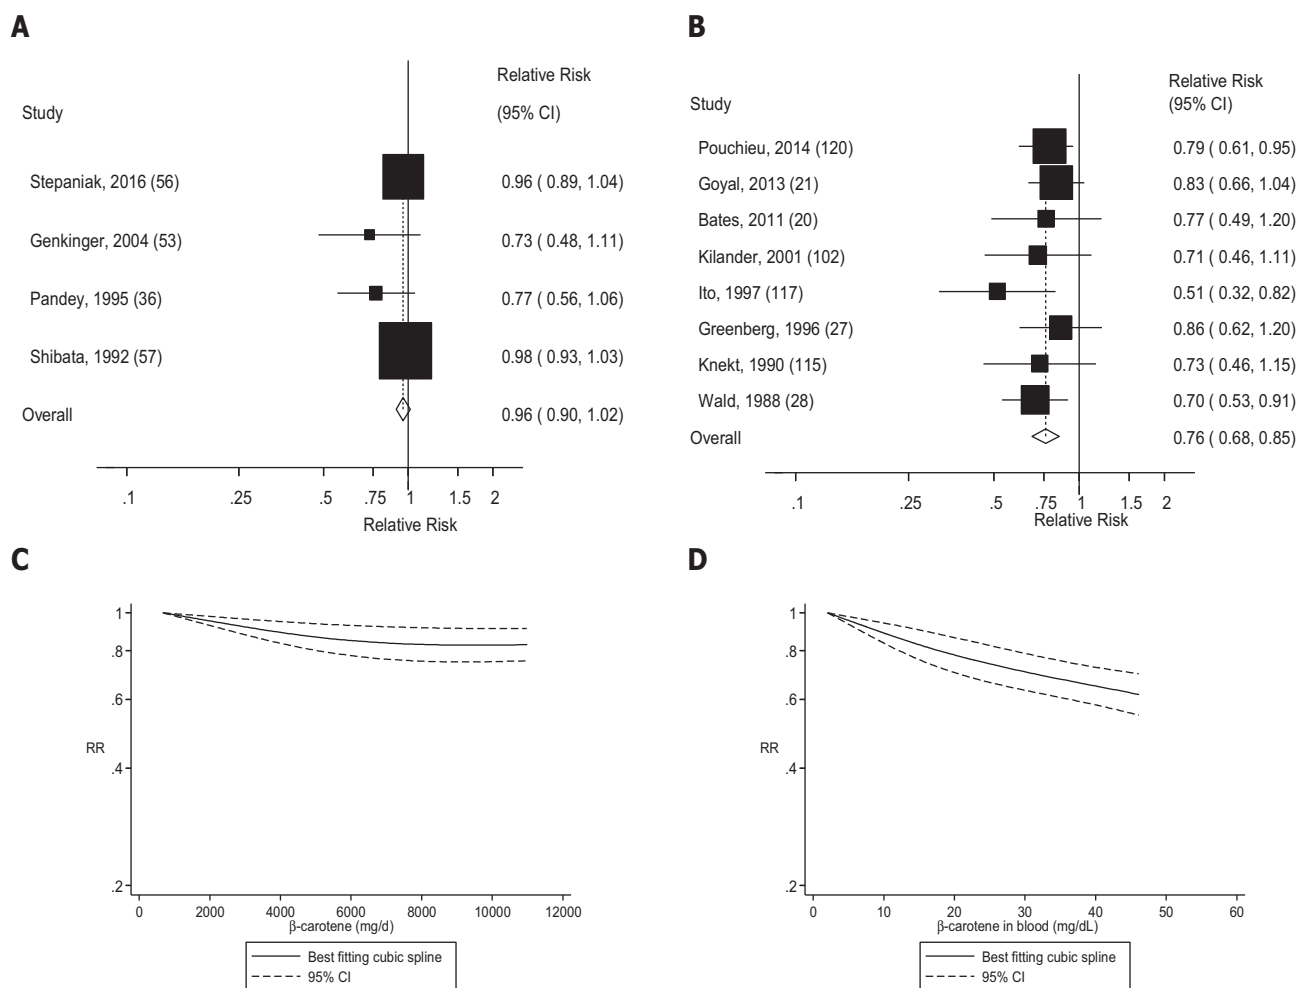 A
Relative Risk
Study (95% CI)
Stepaniak, 2016 (56) 0.96 ( 0.89, 1.04)
Genkinger, 2004 (53) 0.73 ( 0.48, 1.11)
Pandey, 1995 (36) 0.77 ( 0.56, 1.06)
Shibata, 1992 (57) 0.98 ( 0.93, 1.03)
Overall 0.96 ( 0.90, 1.02)
.1 .25 .5 .75 1 1.5 2
Relative Risk
B
Relative Risk
Study (95% CI)
Pouchieu, 2014 (120) 0.79 ( 0.61, 0.95)
Goyal, 2013 (21) 0.83 ( 0.66, 1.04)
Bates, 2011 (20) 0.77 ( 0.49, 1.20)
Kilander, 2001 (102) 0.71 ( 0.46, 1.11)
Ito, 1997 (117) 0.51 ( 0.32, 0.82)
Greenberg, 1996 (27) 0.86 ( 0.62, 1.20)
Knekt, 1990 (115) 0.73 ( 0.46, 1.15)
Wald, 1988 (28) 0.70 ( 0.53, 0.91)
Overall 0.76 ( 0.68, 0.85)
.1 .25 .5 .75 1 1.5 2
Relative Risk
C
1
.8
.6
RR
.4
.2
0 2000 4000 6000 8000 10000 12000
β-carotene (mg/d)
Best fitting cubic spline
95% CI
D
1
.8
.6
RR
.4
.2
0 10 20 30 40 50 60
β-carotene in blood (mg/dL)
Best fitting cubic spline
95% CI